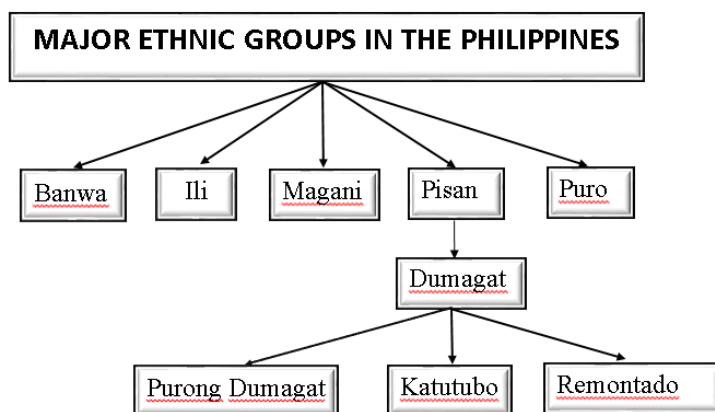 MAJOR ETHNIC GROUPS IN THE PHILIPPINES
Banwa
Ili
Magani
Pisan
Puro
Dumagat
Purong Dumagat
Katutubo
Remontado